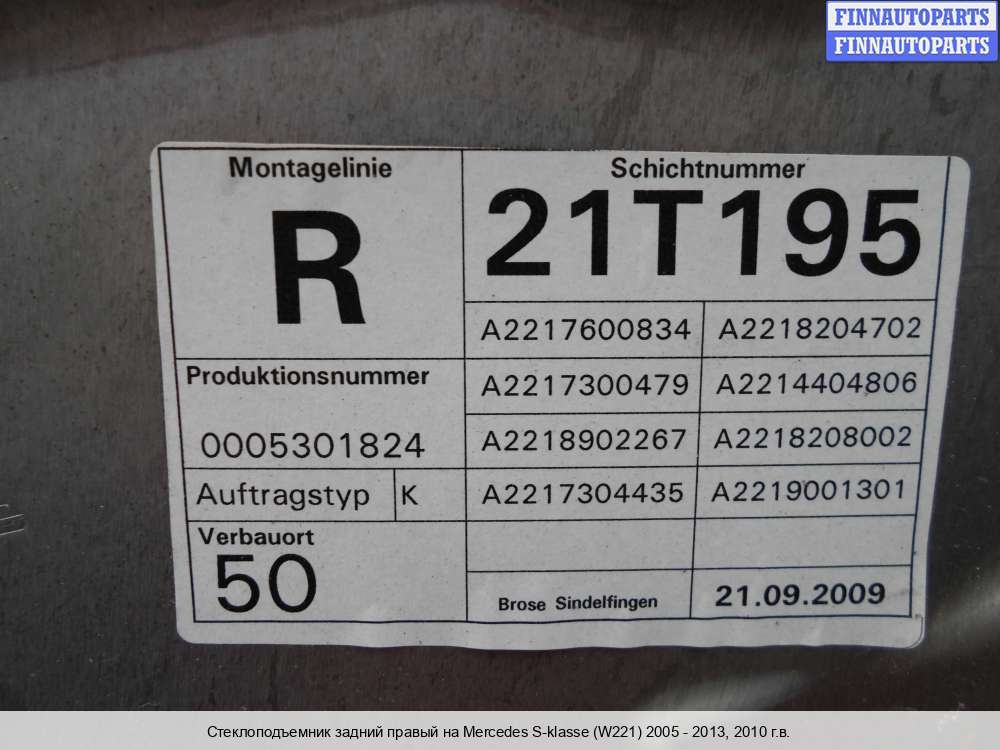 FINNAUTOPARTS
FINNAUTOPARTS
Montagelinie
Schichtnummer
R
21T195
A2217600834 A2218204702
Produktionsnummer
A2217300479 A2214404806
0005301824
A2218902267 A2218208002
Auftragstyp K
A2217304435 A2219001301
Verbauort
50
Brose Sindelfingen 21.09.2009
Стеклоподъемник задний правый на Mercedes S-klasse (W221) 2005 - 2013, 2010 г.в.